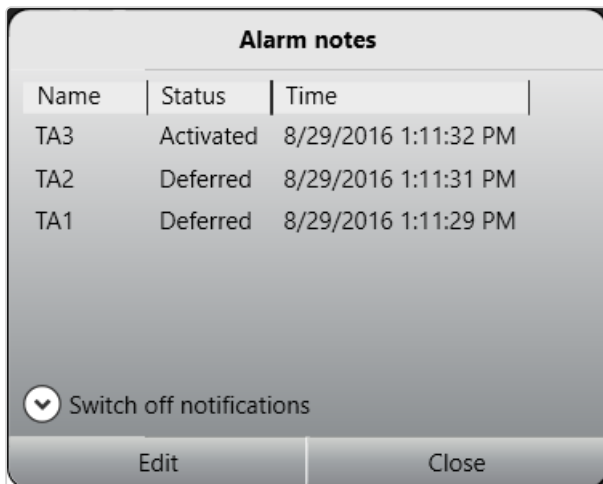 Alarm notes
Name Status Time
TA3 Activated 8/29/2016 1:11:32 PM
TA2 Deferred 8/29/2016 1:11:31 PM
TA1 Deferred 8/29/2016 1:11:29 PM
Switch off notifications
Edit Close